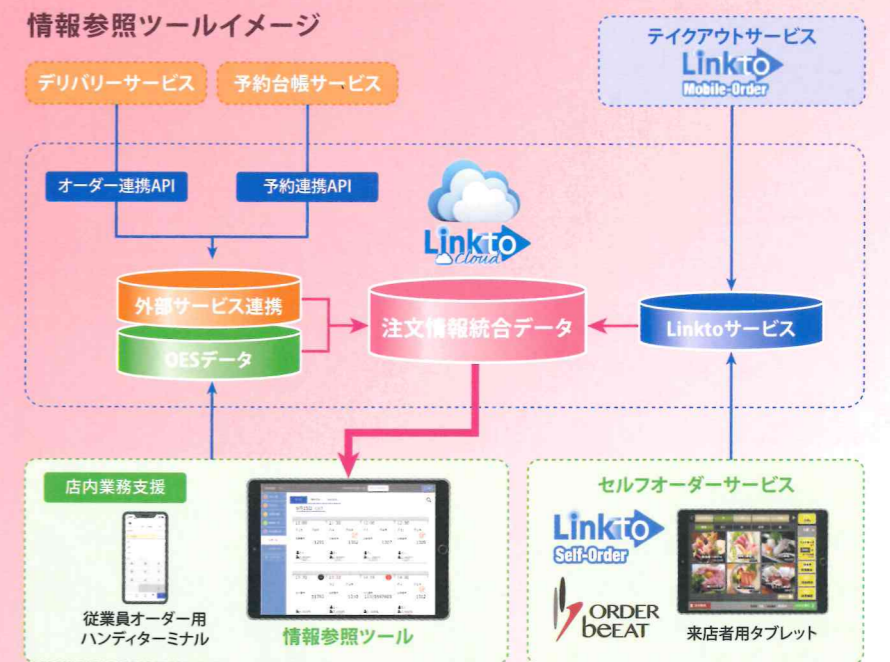 情報参照ツールイメージ
デリバリーサービス
予約台帳サービス
テイクアウトサービス
Linkto
Mobile-Order
オーダー連携API
予約連携API
Linkto
Cloud
外部サービス連携
OESデータ
注文情報統合データ
Linktoサービス
店内業務支援
従業員オーダー用
ハンディターミナル
情報参照ツール
セルフオーダーサービス
Linkto
Self-Order
ORDER
beEAT
来店者用タブレット